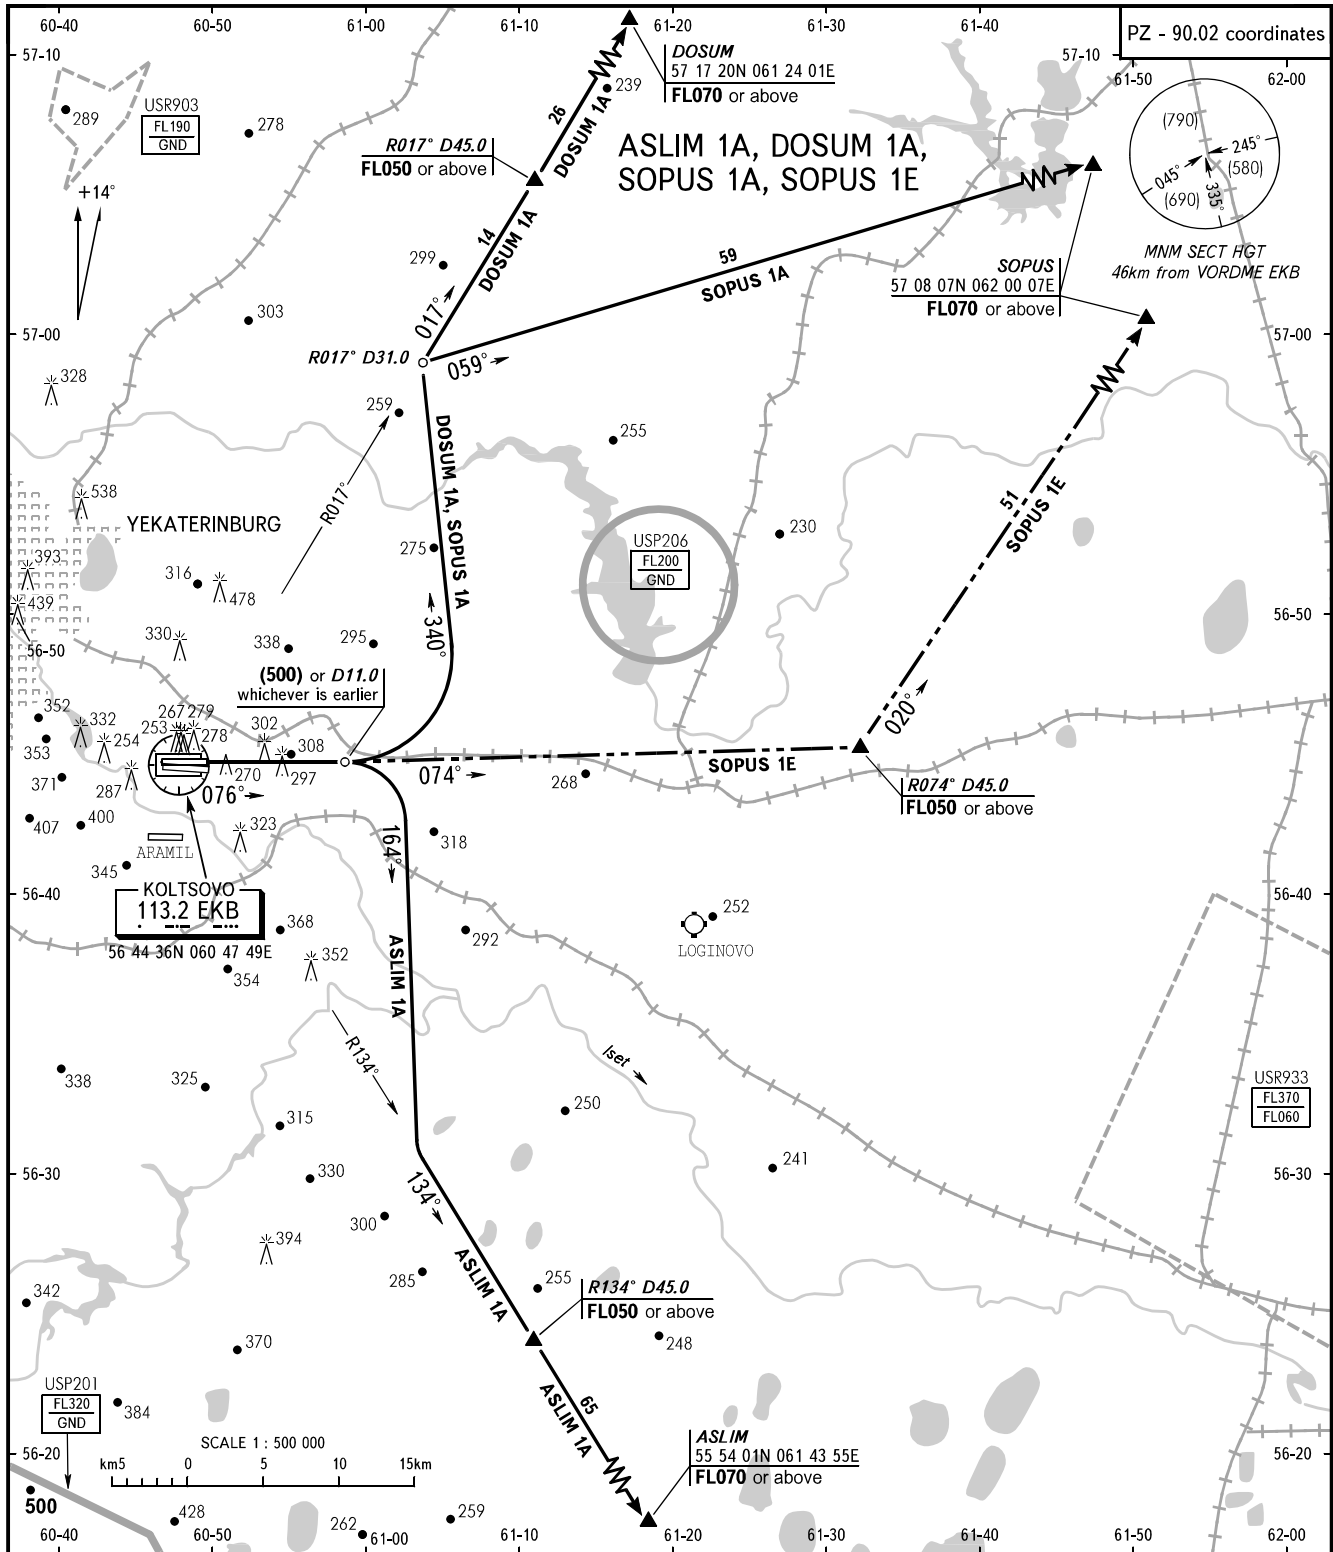 60-40
60-50
61-00
61-10
61-20
61-30
61-40
PZ - 90.02 coordinates
57-10
57-10
61-50
62-00
DOSUM
57 17 20N 061 24 01E
FL070 or above
USR903
FL190
GND
289
278
239
26
DOSUM 1A
R017° D45.0
FL050 or above
ASLIM 1A, DOSUM 1A,
SOPUS 1A, SOPUS 1E
(790)
245°
(580)
045°
(690)
335°
MNM SECT HGT
46km from VORDME EKB
+14°
14
DOSUM 1A
299
59
SOPUS 1A
SOPUS
57 08 07N 062 00 07E
FL070 or above
303
017°
57-00
57-00
R017° D31.0
059°
328
259
255
DOSUM 1A, SOPUS 1A
R017°
538
YEKATERINBURG
51
SOPUS 1E
230
275
USP206
FL200
GND
393
316
478
439
56-50
56-50
330
338
295
340°
(500) or D11.0
whichever is earlier
020°
352
332
267
279
253
278
302
308
353
254
371
287
270
297
076°
074°
268
SOPUS 1E
R074° D45.0
FL050 or above
407
400
323
318
164°
ARAMIL
345
56-40
56-40
KOLTSOVO
113.2 EKB
56 44 36N 060 47 49E
368
292
252
LOGINOVO
352
354
ASLIM 1A
R134°
Iset
338
325
315
250
USR933
FL370
FL060
56-30
56-30
330
241
134°
300
394
285
255
ASLIM 1A
R134° D45.0
FL050 or above
342
370
248
USP201
FL320
GND
384
65
ASLIM 1A
SCALE 1 : 500 000
km5
0
5
10
15km
ASLIM
55 54 01N 061 43 55E
FL070 or above
56-20
56-20
500
428
262
259
60-40
60-50
61-00
61-10
61-20
61-30
61-40
61-50
62-00